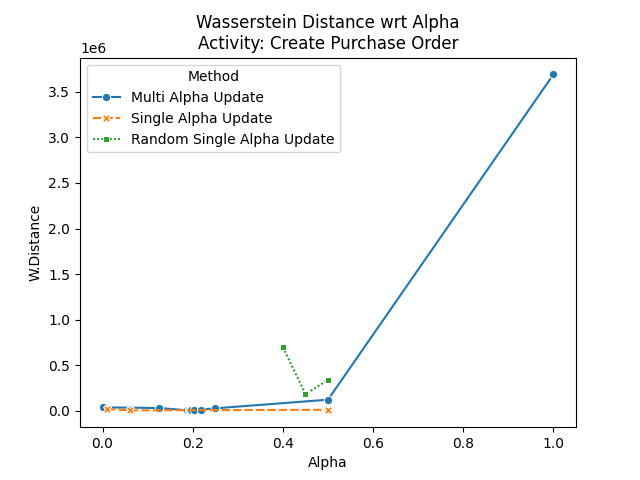 Wasserstein Distance wrt Alpha
Activity: Create Purchase Order
1e6
Method
Multi Alpha Update
Single Alpha Update
Random Single Alpha Update
3.5
3.0
2.5
2.0
1.5
1.0
0.5
0.0
W.Distance
0.0 0.2 0.4 0.6 0.8 1.0
Alpha